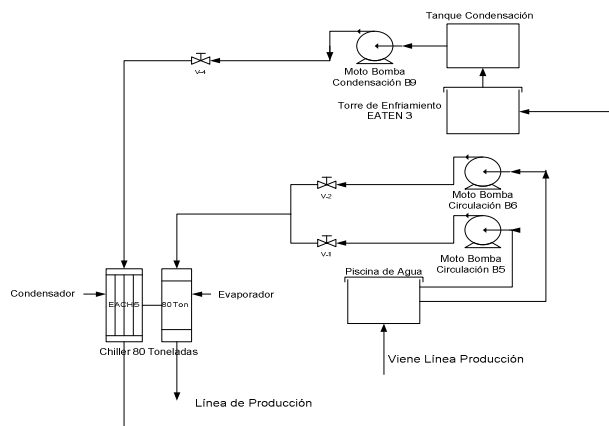 Tanque Condensación
Moto Bomba
Condensación B9
V-4
Torre de Enfriamiento
EATEN 3
V-2
Moto Bomba
Circulación B6
V-1
Moto Bomba
Circulación B5
Piscina de Agua
Condensador
EACHI5
80 Ton
Evaporador
Chiller 80 Toneladas
Viene Línea Producción
Línea de Producción